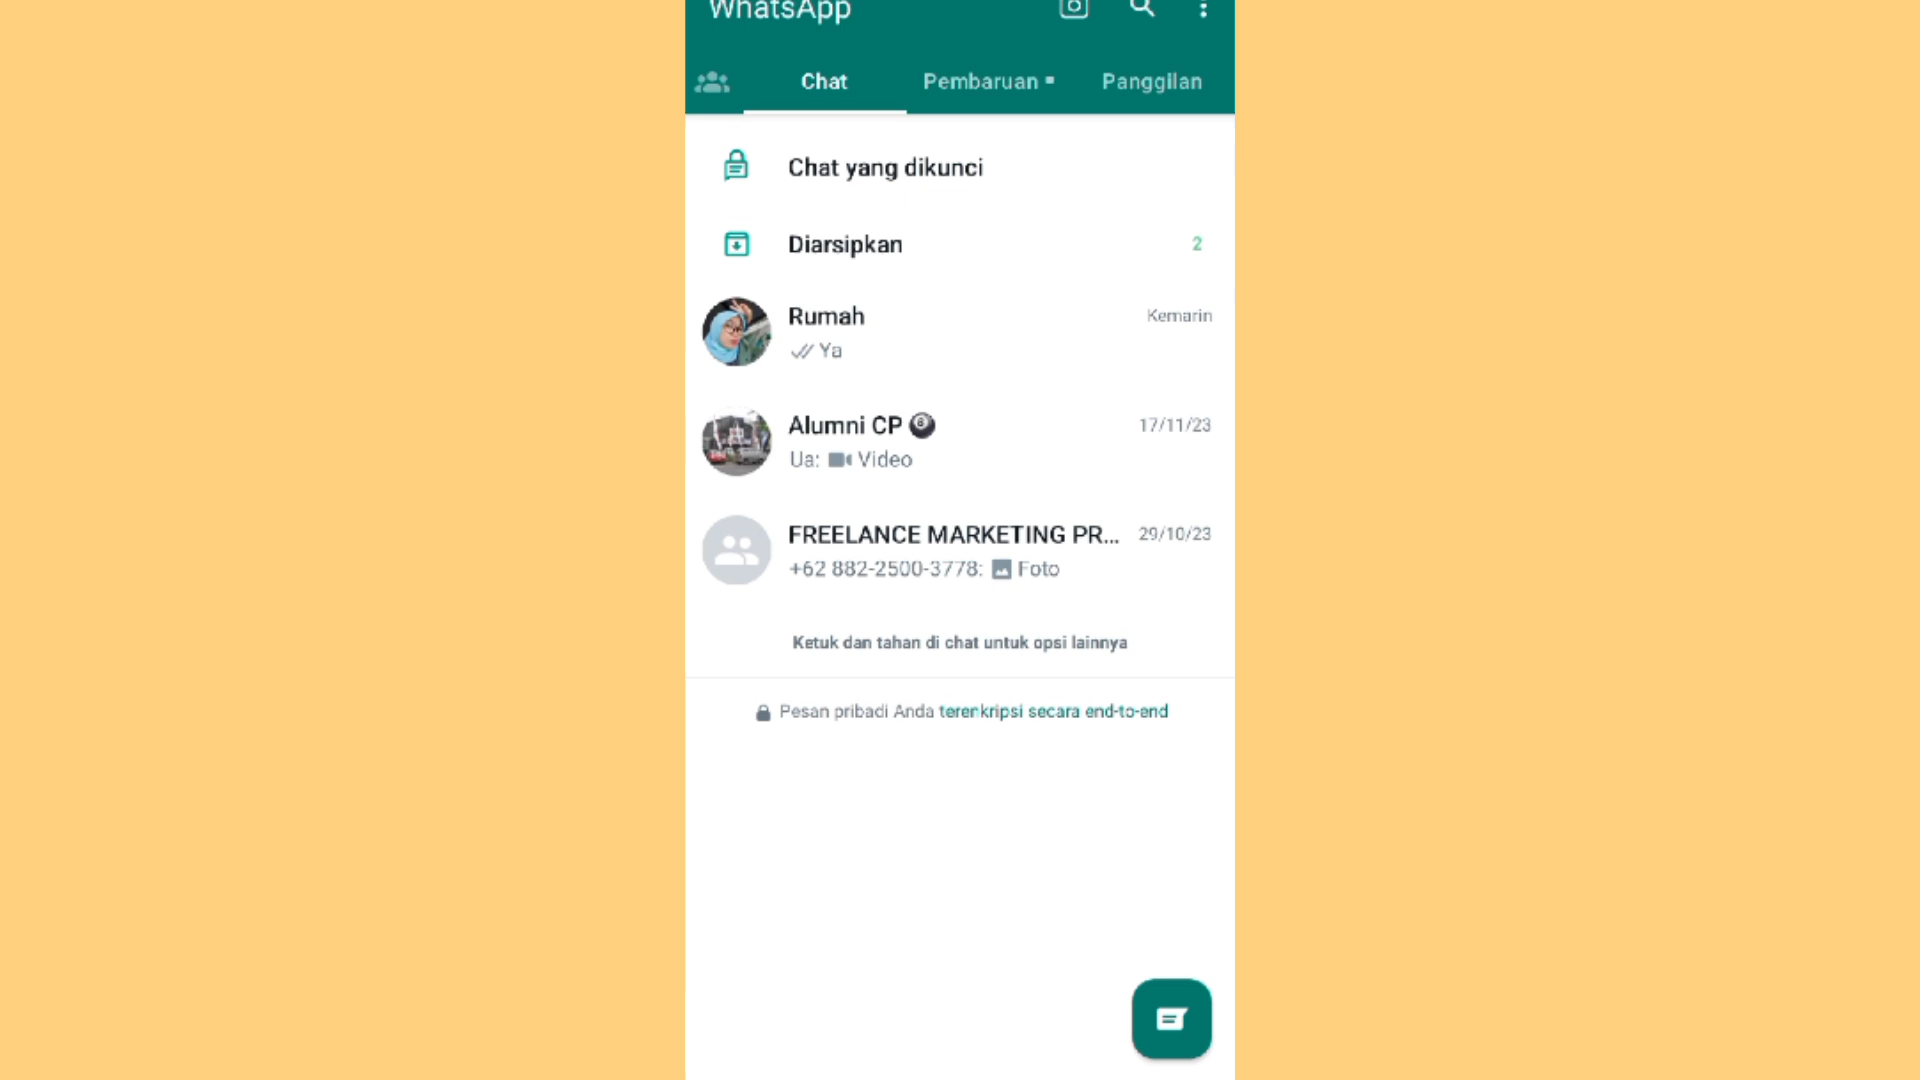 WhatsApp
Chat Pembaruan Panggilan
Chat yang dikunci
Diarsipkan 2
Rumah Kemarin
Ya
Alumni CP 17/11/23
Ua: Video
FREELANCE MARKETING PR... 29/10/23
+62 882-2500-3778: Foto
Ketuk dan tahan di chat untuk opsi lainnya
Pesan pribadi Anda terenkripsi secara end-to-end